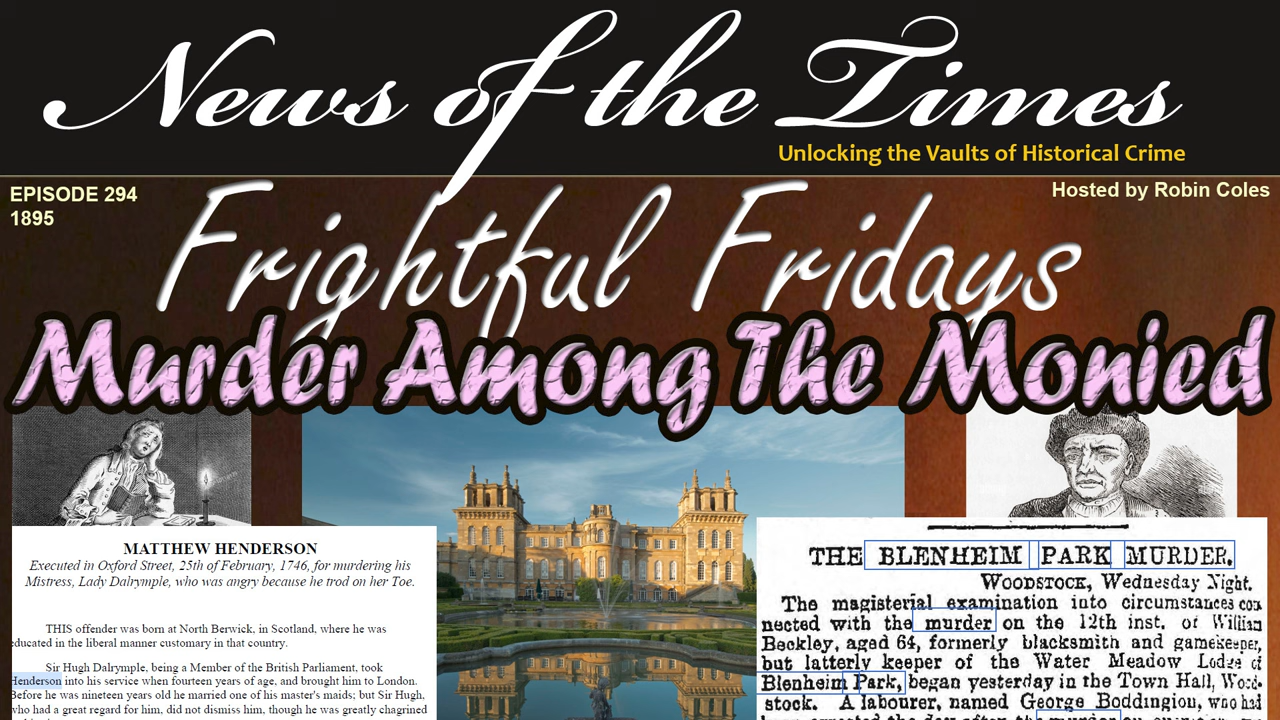 News of the Times
Unlocking the Vaults of Historical Crime
EPISODE 294
1895
Hosted by Robin Coles
Frightful Fridays
Murder Among The Monied
MATTHEW HENDERSON
Executed in Oxford Street, 25th of February, 1746, for murdering his
Mistress, Lady Dalrymple, who was angry because he trod on her Toe.
THIS offender was born at North Berwick, in Scotland, where he was
educated in the liberal manner customary in that country.
Sir Hugh Dalrymple, being a Member of the British Parliament, took
Henderson into his service when fourteen years of age, and brought him to London.
Before he was nineteen years old he married one of his master's maids; but Sir Hugh,
who had a great regard for him, did not dismiss him, though he was greatly chagrined
THE BLENHEIM PARK MURDER.
WOODSTOCK, Wednesday Night.
The magisterial examination into circumstances con
nected with the murder on the 12th inst. of William
Beckley, aged 64, formerly blacksmith and gamekeeper,
but latterly keeper of the Water Meadow Lodge of
Blenheim Park, began yesterday in the Town Hall, Wood-
stock. A labourer, named George Boddington, who had
been arrested the day after the murder on